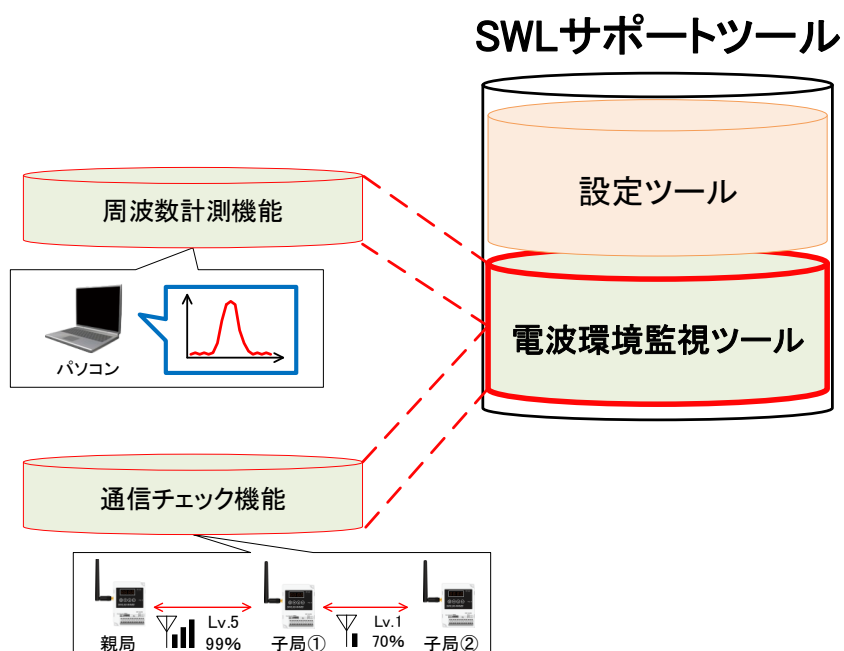 SWLサポートツール
設定ツール
電波環境監視ツール
周波数計測機能
パソコン
通信チェック機能
Lv.5
99%
Lv.1
70%
親局
子局①
子局②